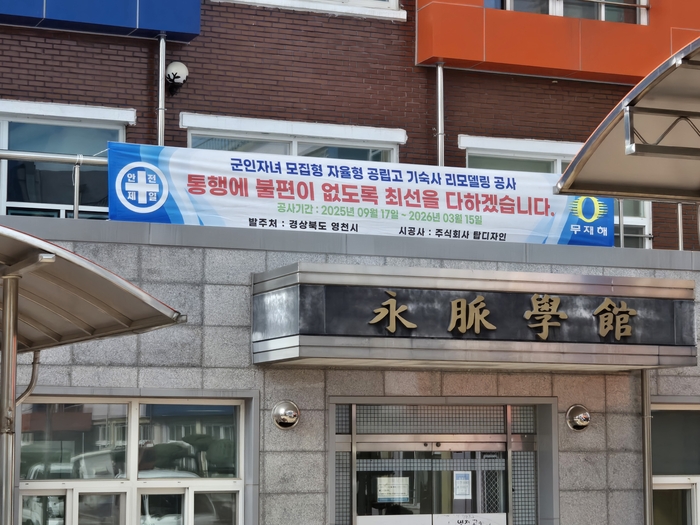 안전제일
군인자녀 모집형 자율형 공립고 기숙사 리모델링 공사
통행에 불편이 없도록 최선을 다하겠습니다.
공사기간 : 2025년 09월 17일 ~ 2026년 03월 15일
발주처 : 경상북도 영천시 시공사 : 주식회사 탑디자인
무재해
永脈學館